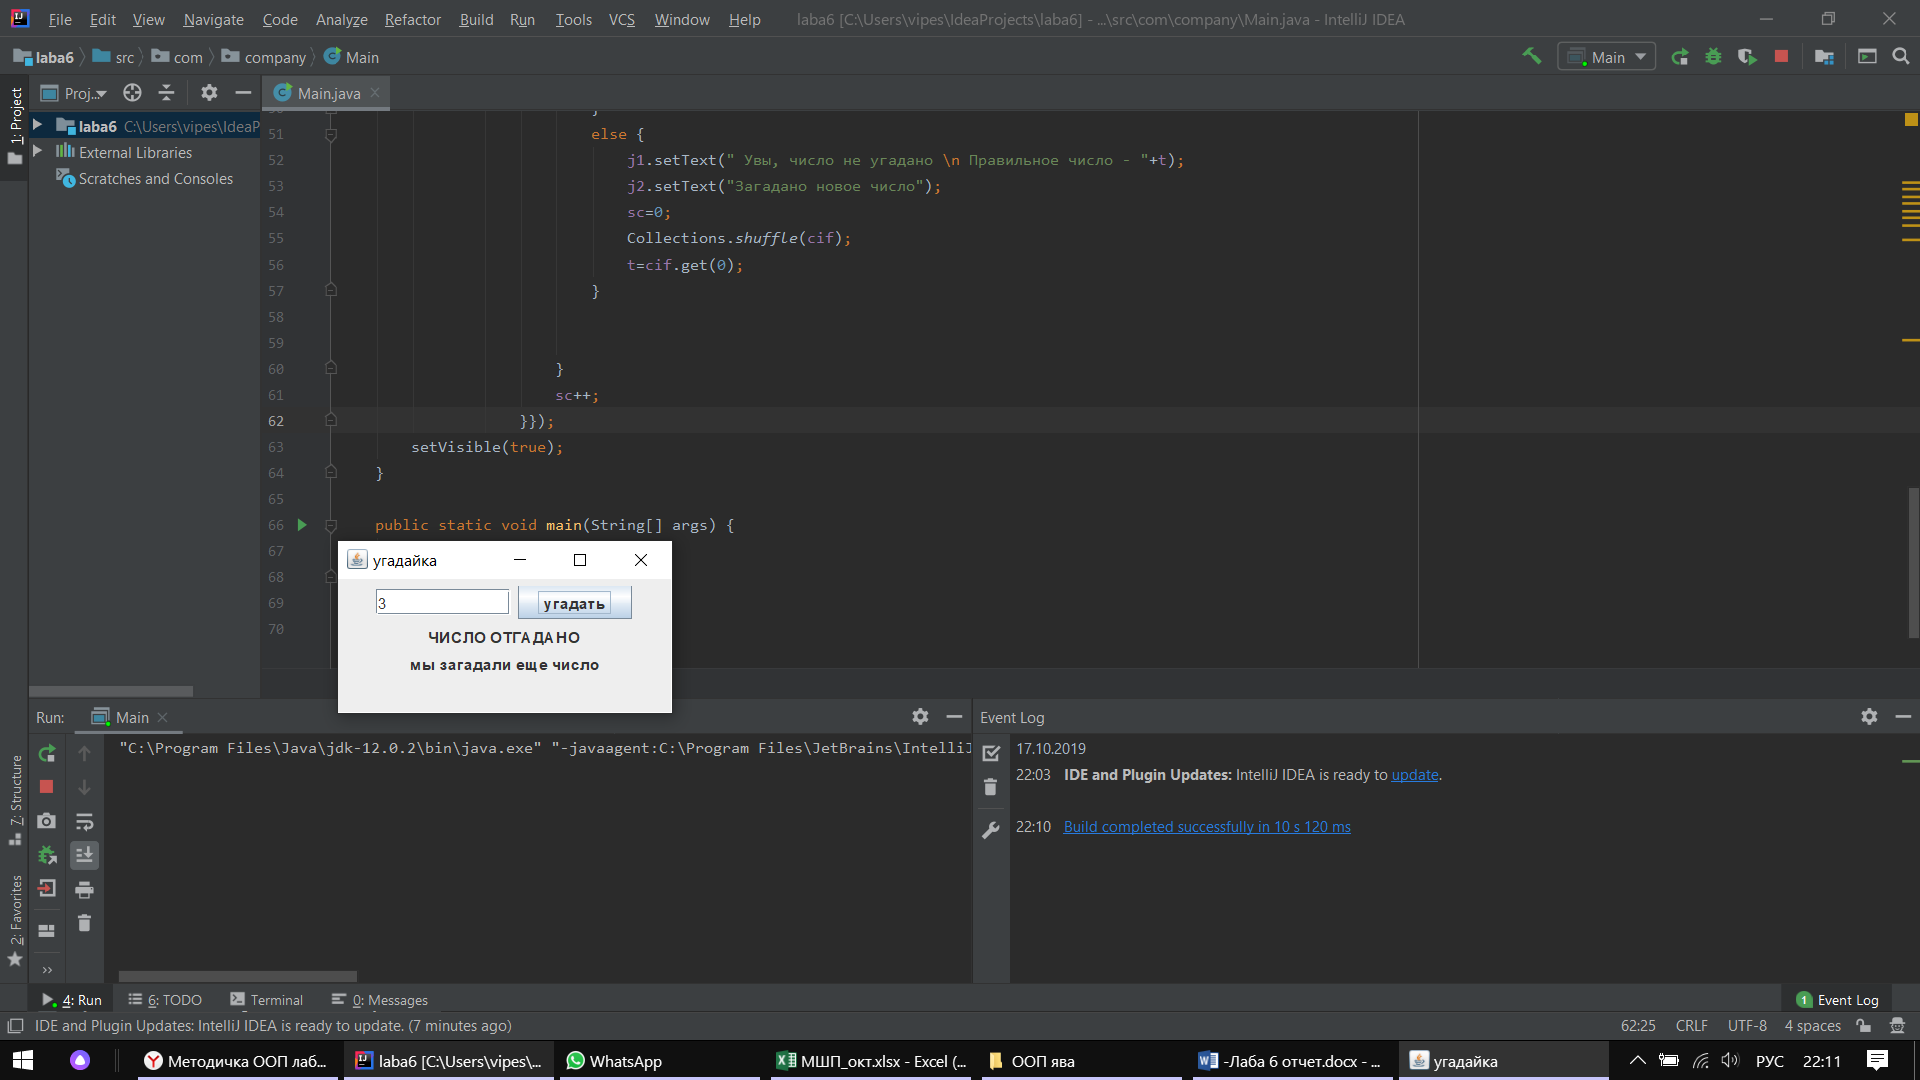 File Edit View Navigate Code Analyze Refactor Build Run Tools VCS Window Help laba6 [C:\Users\vipes\IdeaProjects\laba6] - ...\src\com\company\Main.java - IntelliJ IDEA
laba6 src com company Main
Main
1: Project
Proj...
Main.java
laba6 C:\Users\vipes\IdeaP
External Libraries
Scratches and Consoles
}
51 else {
52 j1.setText(" Увы, число не угадано \n Правильное число - "+t);
53 j2.setText("Загадано новое число");
54 sc=0;
55 Collections.shuffle(cif);
56 t=cif.get(0);
57 }
58
59
60 }
61 sc++;
62 }});
63 setVisible(true);
64 }
65
66 public static void main(String[] args) {
67
68
69
70
угадайка
3 угадать
ЧИСЛО ОТГАДАНО
мы загадали еще число
Run: Main
"C:\Program Files\Java\jdk-12.0.2\bin\java.exe" "-javaagent:C:\Program Files\JetBrains\IntelliJ
Event Log
17.10.2019
22:03 IDE and Plugin Updates: IntelliJ IDEA is ready to update.
22:10 Build completed successfully in 10 s 120 ms
Z: Structure
2: Favorites
4: Run 6: TODO Terminal 0: Messages 1 Event Log
IDE and Plugin Updates: IntelliJ IDEA is ready to update. (7 minutes ago) 62:25 CRLF UTF-8 4 spaces
Методичка ООП лаб... laba6 [C:\Users\vipes\... WhatsApp МШП_окт.xlsx - Excel (... ООП ява -Лаба 6 отчет.docx - ... угадайка РУС 22:11